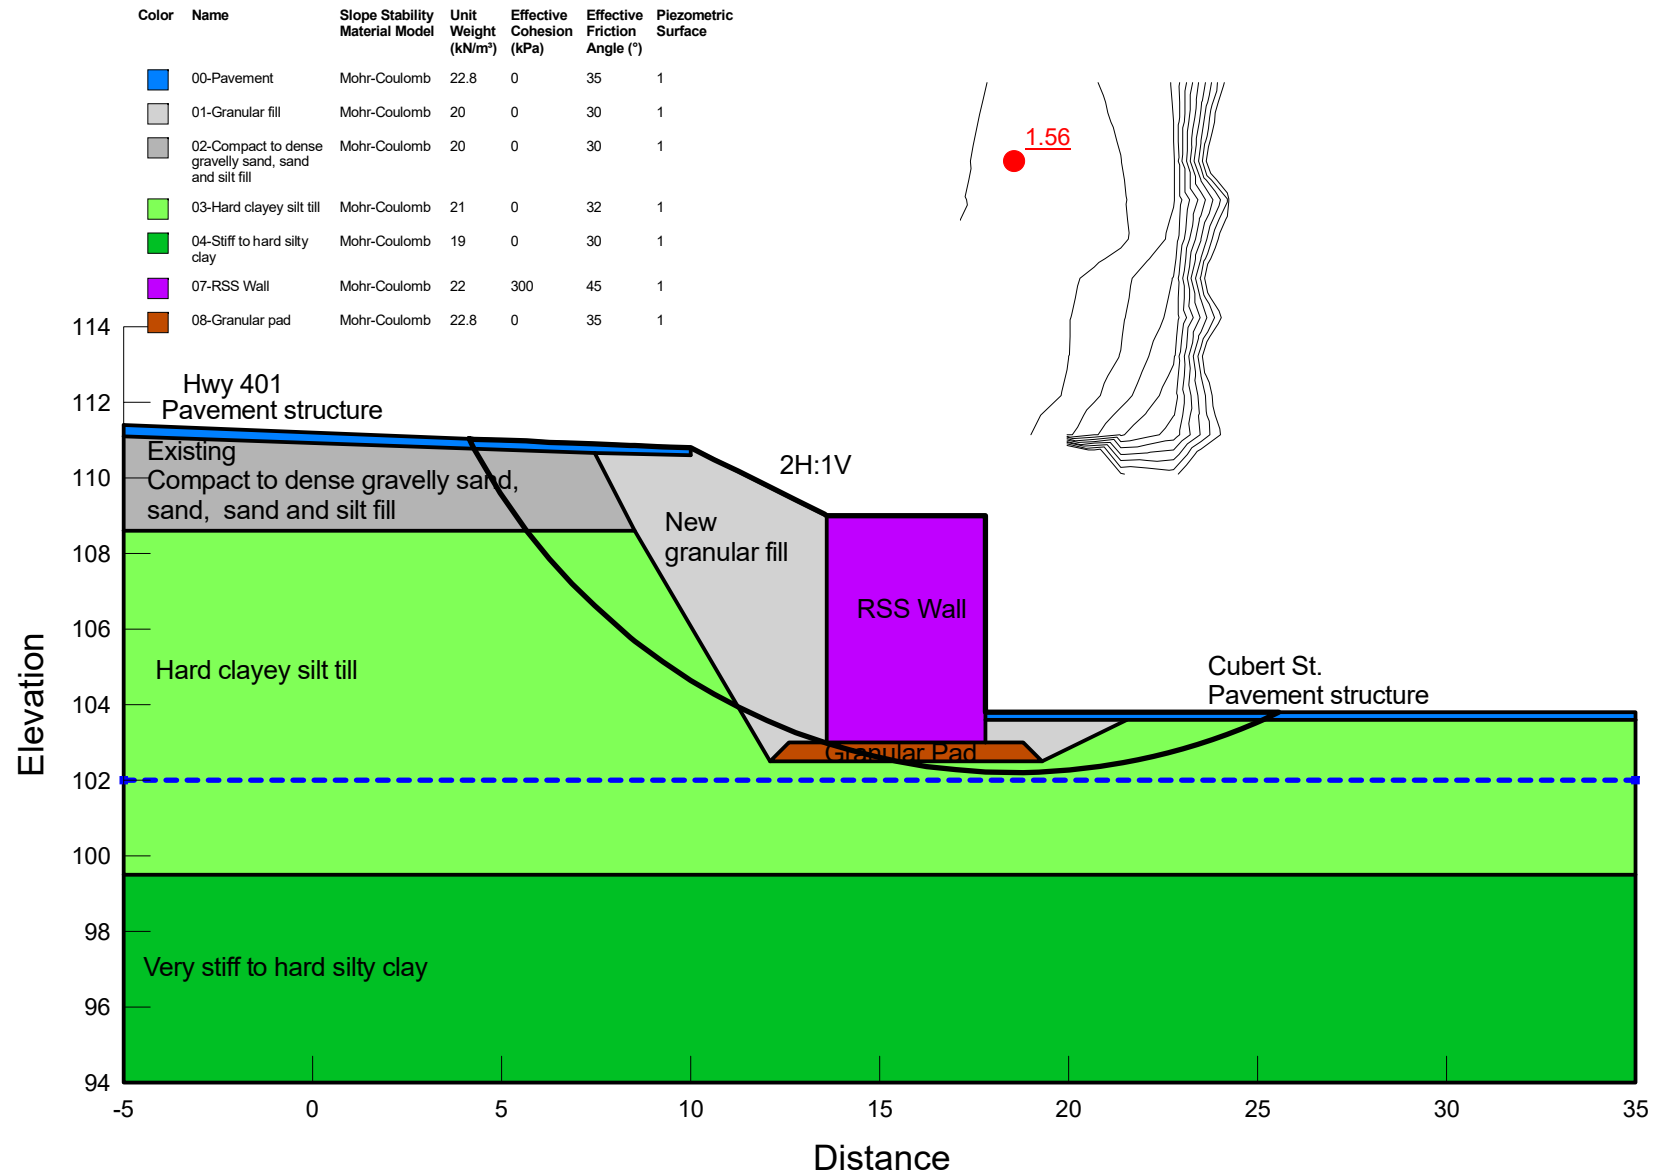 Color Name Slope Stability Material Model Unit Weight (kN/m³) Effective Cohesion (kPa) Effective Friction Angle (°) Piezometric Surface
00-Pavement Mohr-Coulomb 22.8 0 35 1
01-Granular fill Mohr-Coulomb 20 0 30 1
02-Compact to dense gravelly sand, sand and silt fill Mohr-Coulomb 20 0 30 1
03-Hard clayey silt till Mohr-Coulomb 21 0 32 1
04-Stiff to hard silty clay Mohr-Coulomb 19 0 30 1
07-RSS Wall Mohr-Coulomb 22 300 45 1
08-Granular pad Mohr-Coulomb 22.8 0 35 1
1.56
Hwy 401
Pavement structure
Existing
Compact to dense gravelly sand,
sand, sand and silt fill
2H:1V
New
granular fill
RSS Wall
Hard clayey silt till
Cubert St.
Pavement structure
Granular Pad
Very stiff to hard silty clay
Elevation
114
112
110
108
106
104
102
100
98
96
94
-5 0 5 10 15 20 25 30 35
Distance